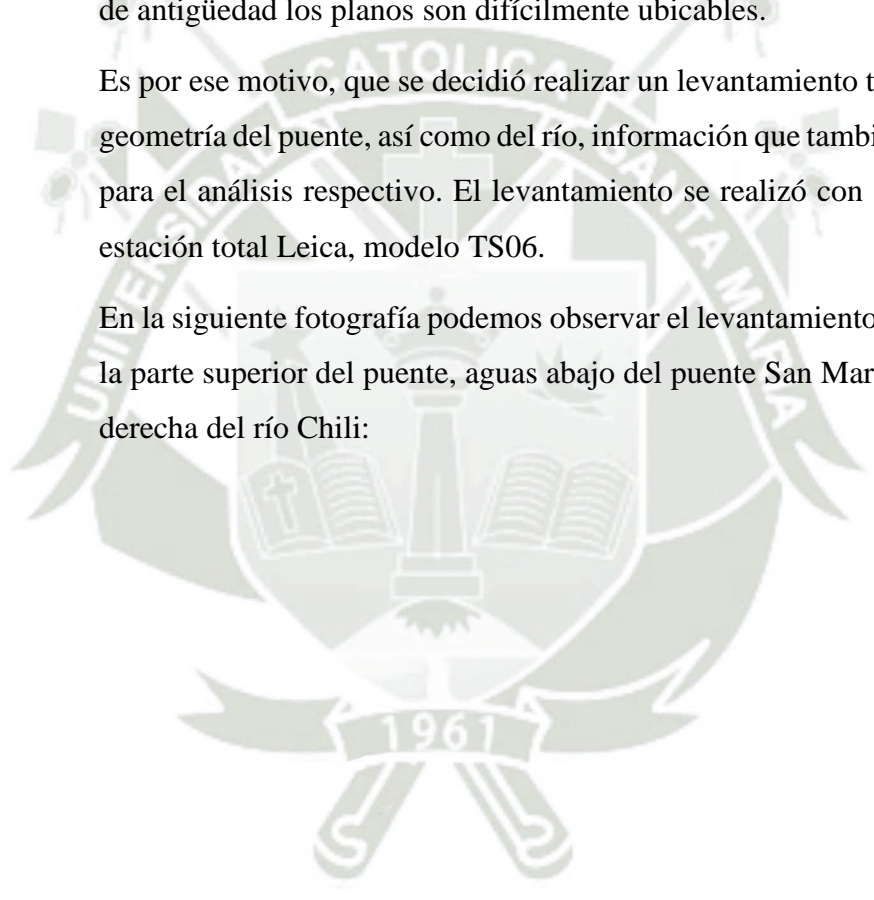 de antigüedad los planos son difícilmente ubicables.
Es por ese motivo, que se decidió realizar un levantamiento
geometría del puente, así como del río, información que
para el análisis respectivo. El levantamiento se realizó con
estación total Leica, modelo TS06.
En la siguiente fotografía podemos observar el levantamiento
la parte superior del puente, aguas abajo del puente San
derecha del río Chili:
UNIVERSIDAD CATOLICA SANTA MARIA
1961